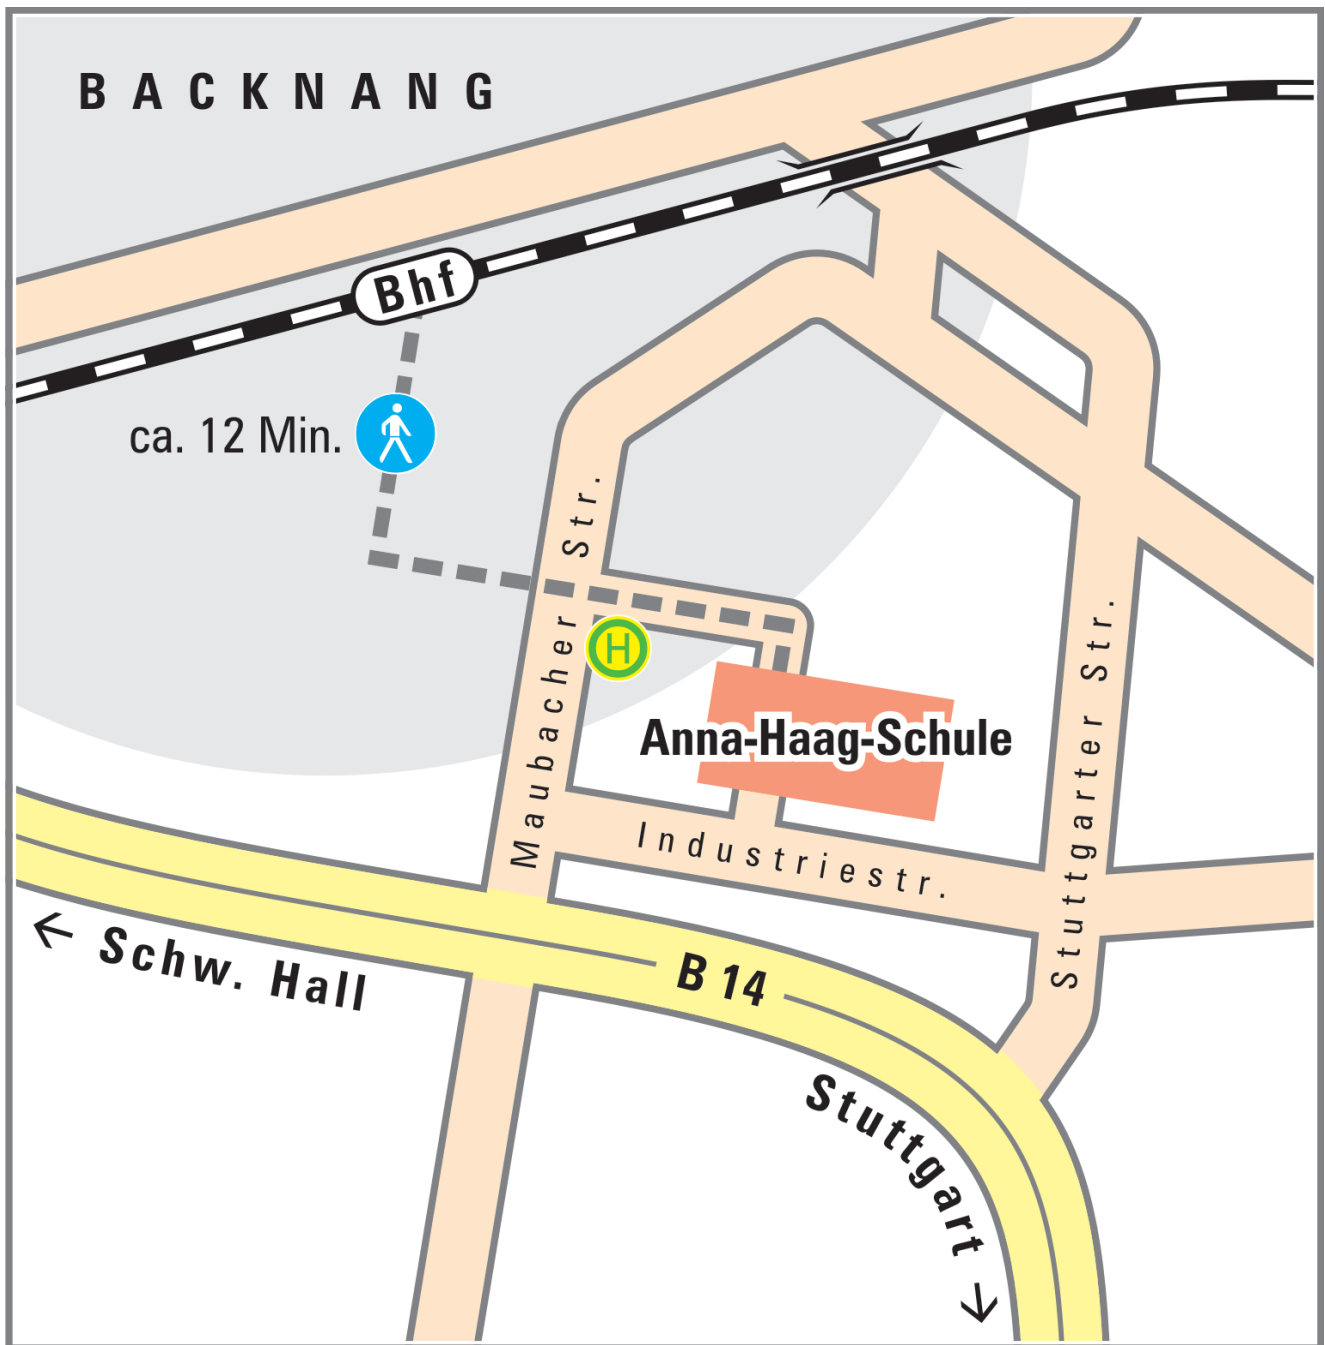 BACKNANG
Bhf
ca. 12 Min.
Maubacher Str.
H
Anna-Haag-Schule
Industriestr.
Stuttgarter Str.
← Schw. Hall
B 14
Stuttgart →